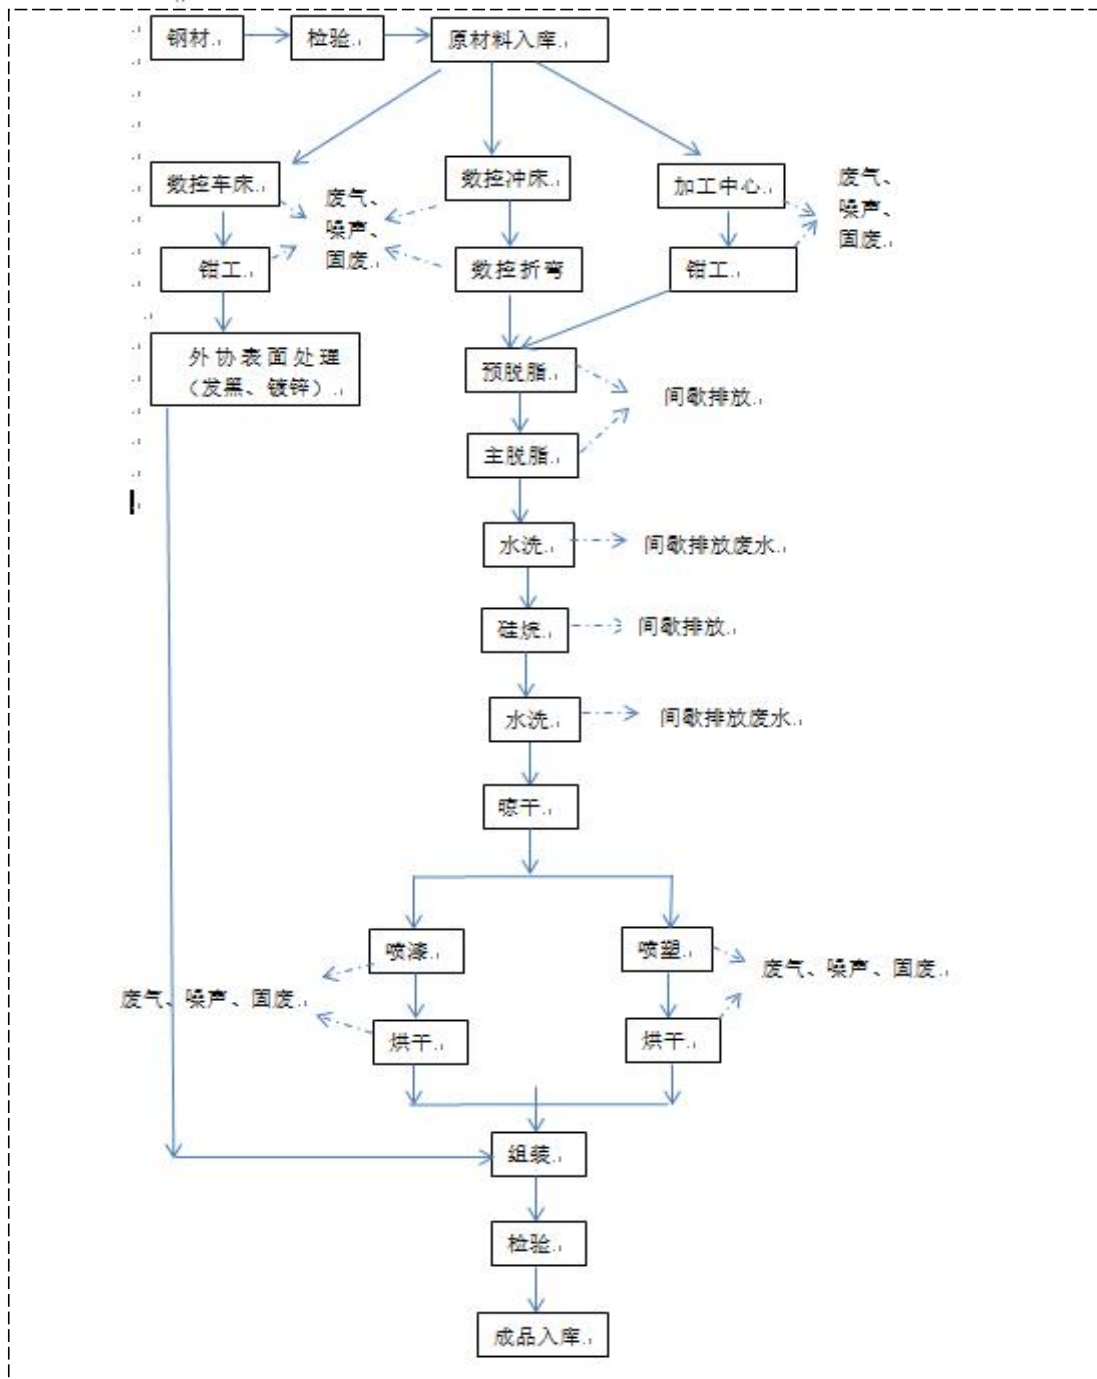 钢材
检验
原材料入库
数控车床
数控冲床
加工中心
废气、
噪声、
固废
废气、
噪声、
固废
钳工
数控折弯
钳工
外协表面处理
（发黑、镀锌）
预脱脂
间歇排放
主脱脂
水洗
间歇排放废水
硅烷
间歇排放
水洗
间歇排放废水
晾干
喷漆
喷塑
废气、噪声、固废
废气、噪声、固废
烘干
烘干
组装
检验
成品入库